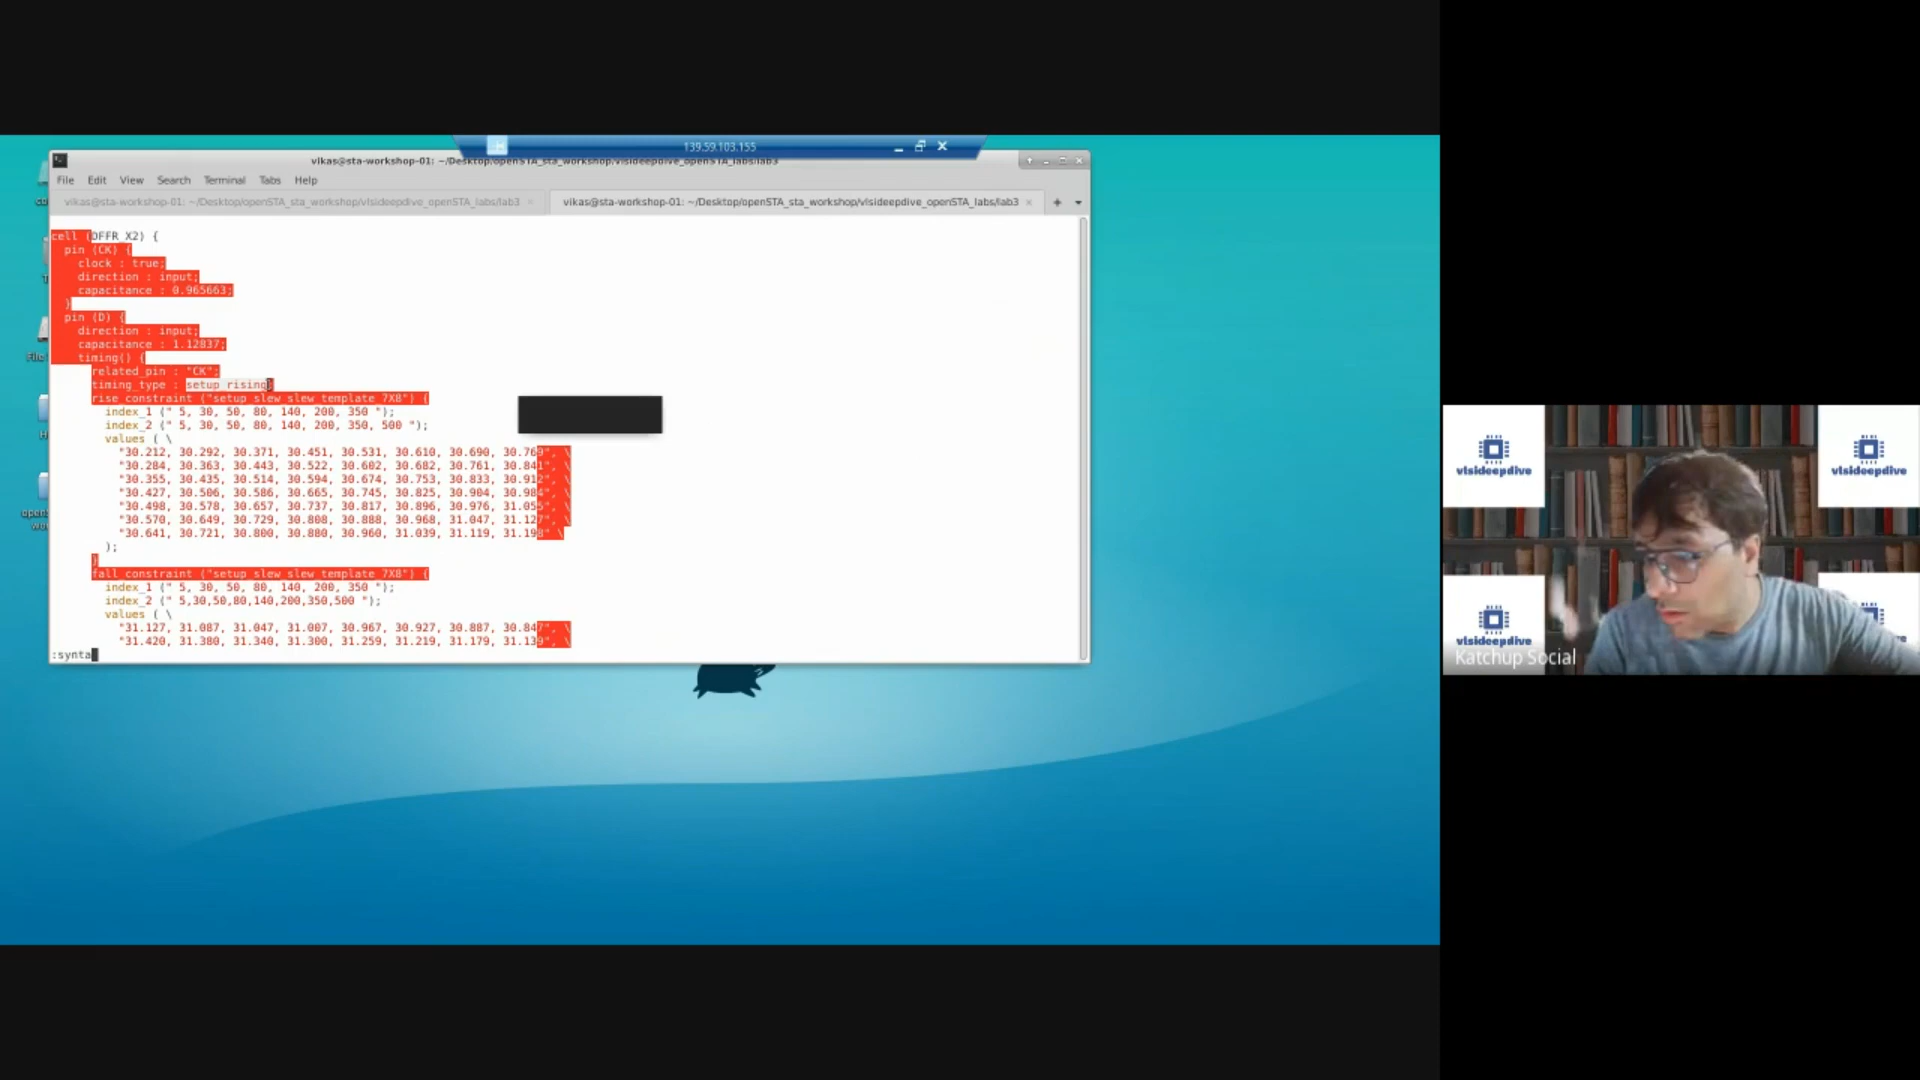 139.59.103.155
vikas@sta-workshop-01: ~/Desktop/openSTA_sta_workshop/vlsideepdive_openSTA_labs/lab3
File Edit View Search Terminal Tabs Help
vikas@sta-workshop-01: ~/Desktop/openSTA_sta_workshop/vlsideepdive_openSTA_labs/lab3
vikas@sta-workshop-01: ~/Desktop/openSTA_sta_workshop/vlsideepdive_openSTA_labs/lab3
cell (DFFR_X2) {
pin (CK) {
clock : true;
direction : input;
capacitance : 0.965663;
}
pin (D) {
direction : input;
capacitance : 1.12837;
timing() {
related_pin : "CK";
timing_type : setup_rising;
rise_constraint ("setup_slew_slew_template_7X8") {
index_1 (" 5, 30, 50, 80, 140, 200, 350 ");
index_2 (" 5, 30, 50, 80, 140, 200, 350, 500 ");
values ( \
"30.212, 30.292, 30.371, 30.451, 30.531, 30.610, 30.690, 30.769", \
"30.284, 30.363, 30.443, 30.522, 30.602, 30.682, 30.761, 30.841", \
"30.355, 30.435, 30.514, 30.594, 30.674, 30.753, 30.833, 30.912", \
"30.427, 30.506, 30.586, 30.665, 30.745, 30.825, 30.904, 30.984", \
"30.498, 30.578, 30.657, 30.737, 30.817, 30.896, 30.976, 31.055", \
"30.570, 30.649, 30.729, 30.808, 30.888, 30.968, 31.047, 31.127", \
"30.641, 30.721, 30.800, 30.880, 30.960, 31.039, 31.119, 31.198" \
);
}
fall_constraint ("setup_slew_slew_template_7X8") {
index_1 (" 5, 30, 50, 80, 140, 200, 350 ");
index_2 (" 5,30,50,80,140,200,350,500 ");
values ( \
"31.127, 31.087, 31.047, 31.007, 30.967, 30.927, 30.887, 30.847", \
"31.420, 31.380, 31.340, 31.300, 31.259, 31.219, 31.179, 31.139", \
:synta
File
vlsideepdive
vlsideepdive
vlsideepdive
Katchup Social